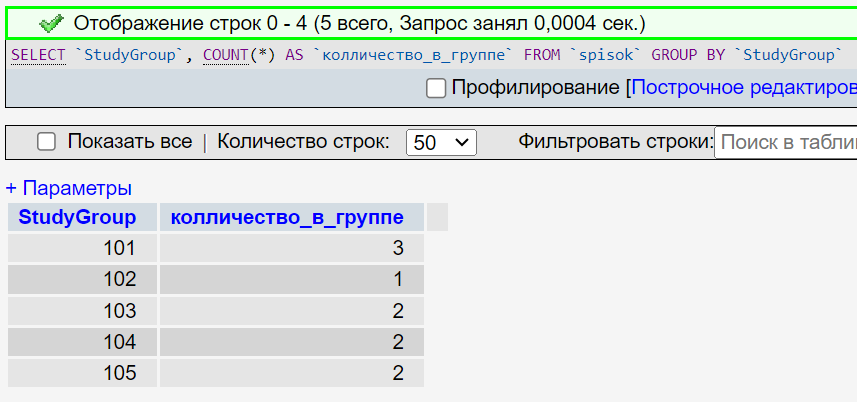 Отображение строк 0 - 4 (5 всего, Запрос занял 0,0004 сек.)
SELECT `StudyGroup`, COUNT(*) AS `колличество_в_группе` FROM `spisok` GROUP BY `StudyGroup`
Профилирование [Построчное редактиров
Показать все | Количество строк: 50 Фильтровать строки: Поиск в таблиц
+ Параметры
StudyGroup колличество_в_группе
101 3
102 1
103 2
104 2
105 2